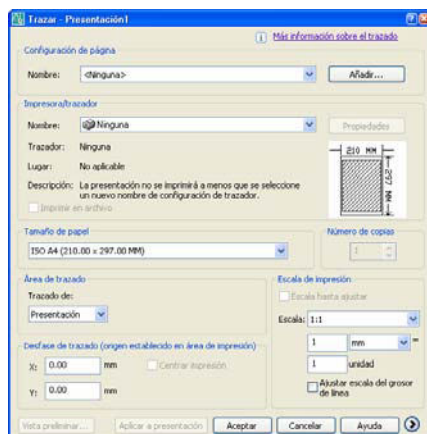 Trazar - Presentación1
Más información sobre el trazado
Configuración de página
Nombre: <Ninguna> Añadir...
Impresora/trazador
Nombre: Ninguna Propiedades
Trazador: Ninguna
Lugar: No aplicable
Descripción: La presentación no se imprimirá a menos que se seleccione
un nuevo nombre de configuración de trazador.
Imprimir en archivo
210 MM
297 MM
Tamaño de papel Número de copias
ISO A4 (210.00 x 297.00 MM) 1
Área de trazado Escala de impresión
Trazado de: Escala hasta ajustar
Presentación Escala: 1:1
1 mm =
Desfase de trazado (origen establecido en área de impresión)
X: 0.00 mm Centrar impresión 1 unidad
Y: 0.00 mm Ajustar escala del grosor
de línea
Vista preliminar... Aplicar a presentación Aceptar Cancelar Ayuda